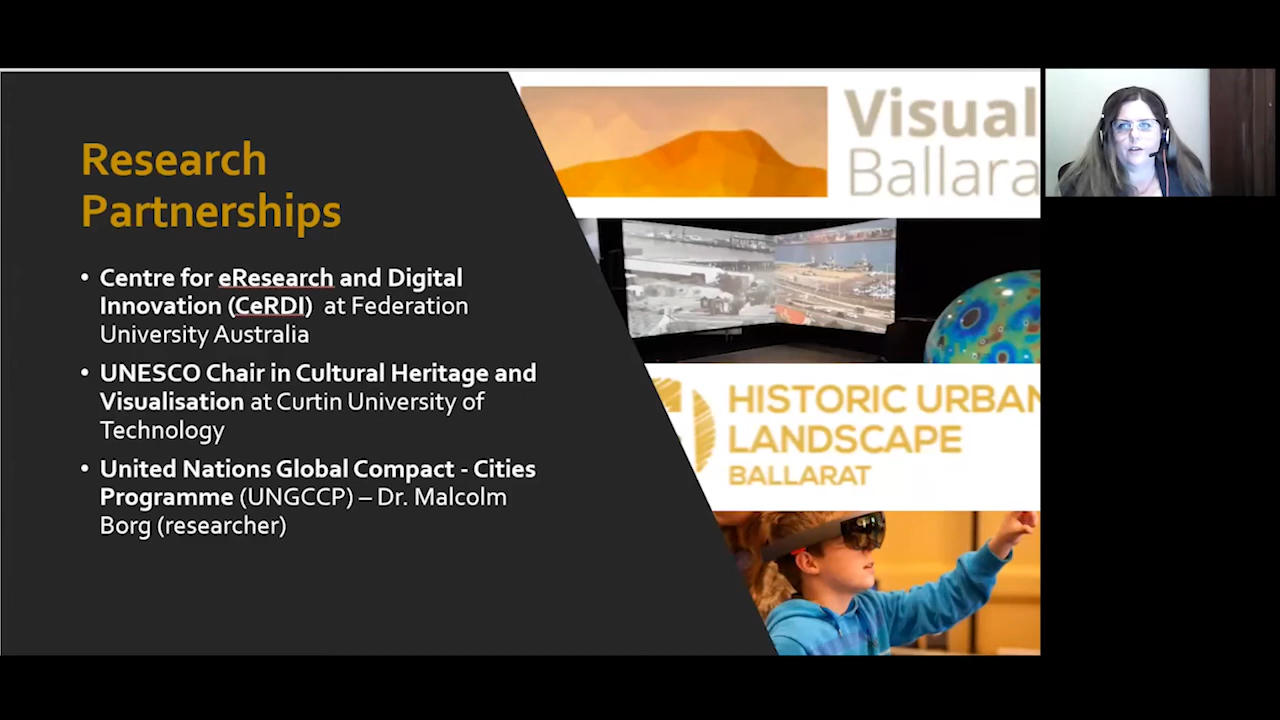 Research
Partnerships
• Centre for eResearch and Digital
Innovation (CeRDI) at Federation
University Australia
• UNESCO Chair in Cultural Heritage and
Visualisation at Curtin University of
Technology
• United Nations Global Compact - Cities
Programme (UNGCCP) – Dr. Malcolm
Borg (researcher)
Visual
Ballara
HISTORIC URBAN
LANDSCAPE
BALLARAT